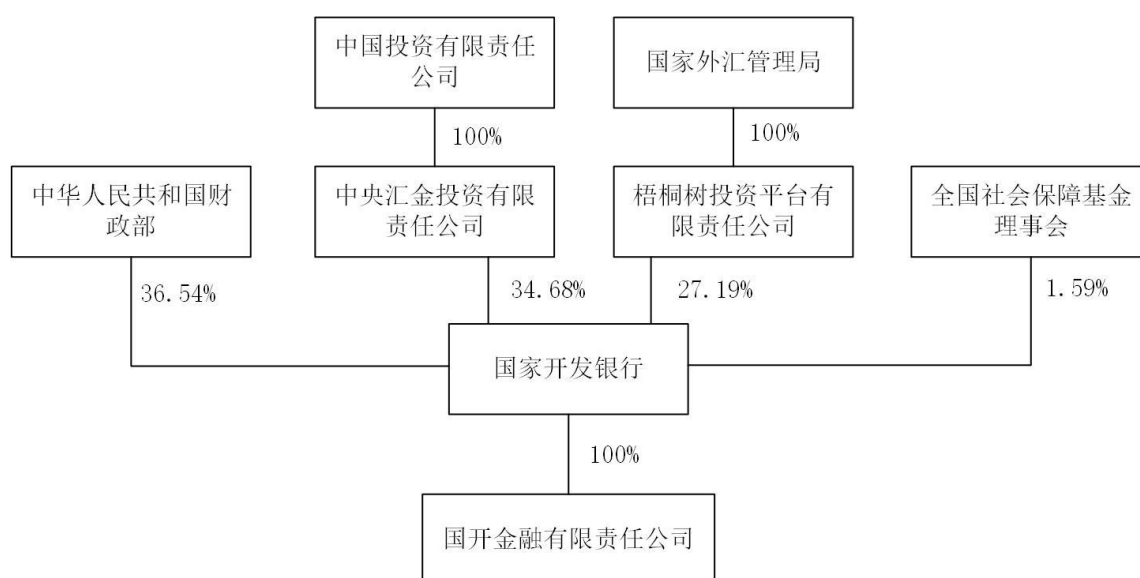 中国投资有限责任
公司
国家外汇管理局
100%
100%
中华人民共和国财
政部
中央汇金投资有限
责任公司
梧桐树投资平台有
限责任公司
全国社会保障基金
理事会
36.54%
34.68%
27.19%
1.59%
国家开发银行
100%
国开金融有限责任公司